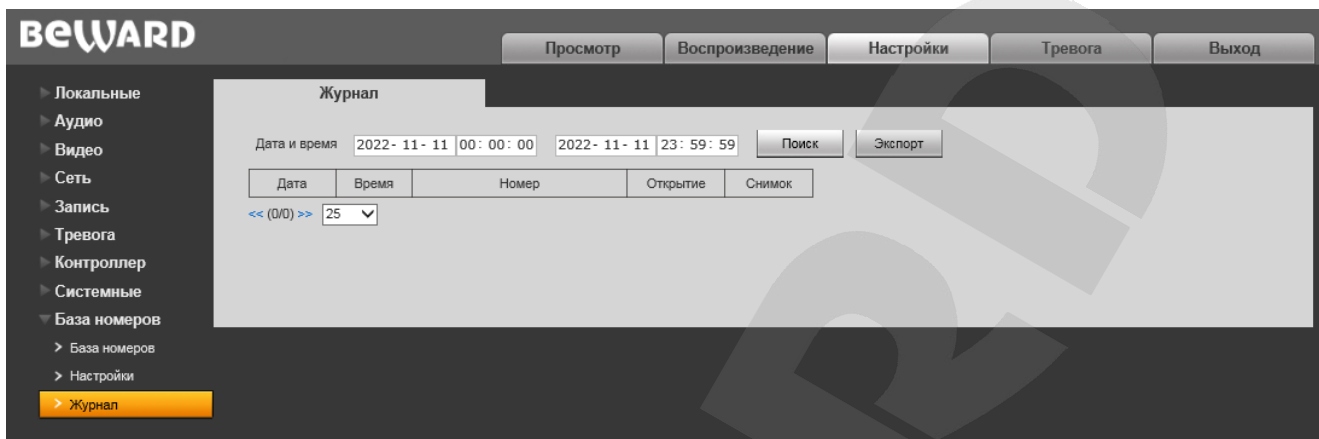 BEWARD
Просмотр Воспроизведение Настройки Тревога Выход
Локальные
Аудио
Видео
Сеть
Запись
Тревога
Контроллер
Системные
База номеров
База номеров
Настройки
Журнал
Журнал
Дата и время 2022- 11- 11 00: 00: 00 2022- 11- 11 23: 59: 59 Поиск Экспорт
Дата Время Номер Открытие Снимок
<< (0/0) >> 25